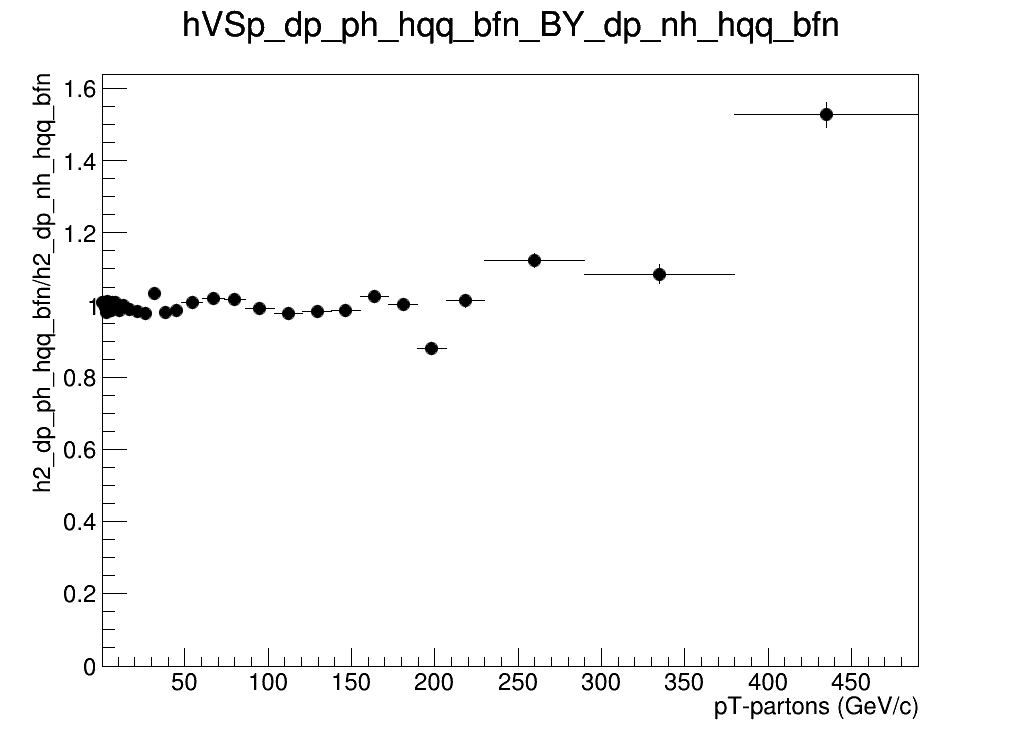 hVSp_dp_ph_hqq_bfn_BY_dp_nh_hqq_bfn
h2_dp_ph_hqq_bfn/h2_dp_nh_hqq_bfn
1.6
1.4
1.2
1
0.8
0.6
0.4
0.2
0
50 100 150 200 250 300 350 400 450
pT-partons (GeV/c)